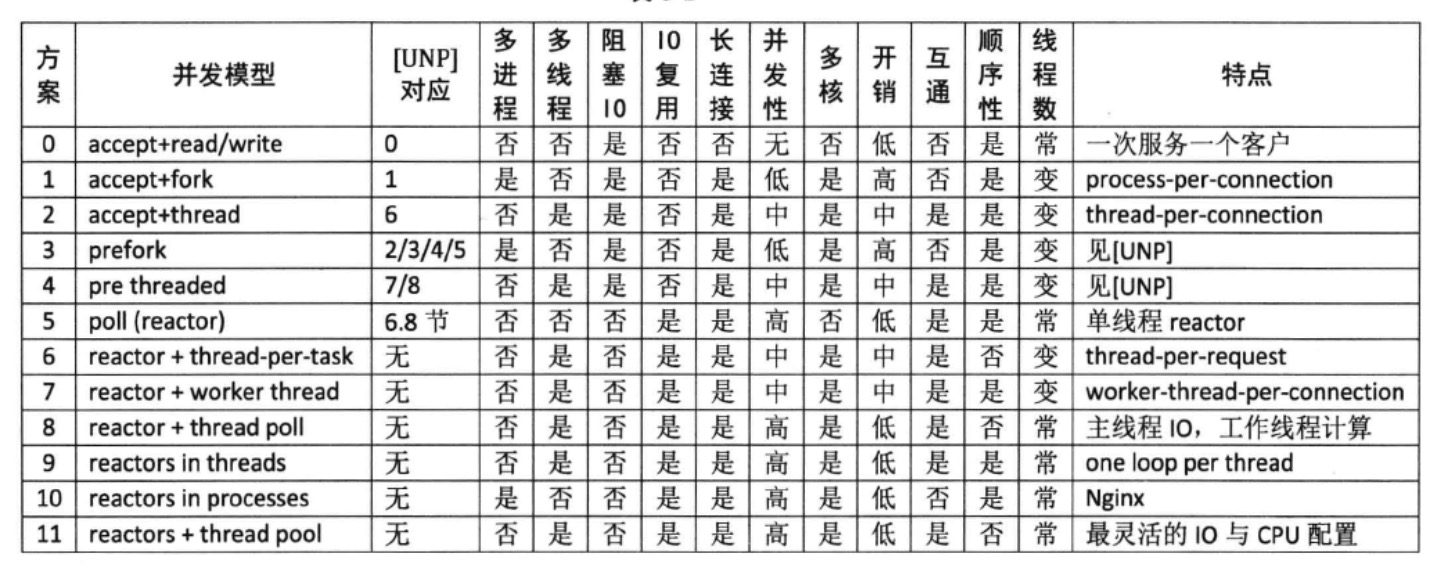 方案 并发模型 [UNP]对应 多进程 多线程 阻塞IO IO复用 长连接 并发性 多核 开销 互通 顺序性 线程数 特点
0 accept+read/write 0 否 否 是 否 否 无 否 低 否 是 常 一次服务一个客户
1 accept+fork 1 是 否 是 否 是 低 是 高 否 是 变 process-per-connection
2 accept+thread 6 否 是 是 否 是 中 是 中 是 是 变 thread-per-connection
3 prefork 2/3/4/5 是 否 是 否 是 低 是 高 否 是 变 见[UNP]
4 pre threaded 7/8 否 是 是 否 是 中 是 中 是 是 变 见[UNP]
5 poll (reactor) 6.8 节 否 否 否 是 是 高 否 低 是 是 常 单线程 reactor
6 reactor + thread-per-task 无 否 是 否 是 是 中 是 中 是 否 变 thread-per-request
7 reactor + worker thread 无 否 是 否 是 是 中 是 中 是 是 变 worker-thread-per-connection
8 reactor + thread poll 无 否 是 否 是 是 高 是 低 是 否 常 主线程 IO，工作线程计算
9 reactors in threads 无 否 是 否 是 是 高 是 低 是 是 常 one loop per thread
10 reactors in processes 无 是 否 否 是 是 高 是 低 否 是 常 Nginx
11 reactors + thread pool 无 否 是 否 是 是 高 是 低 是 否 常 最灵活的 IO 与 CPU 配置